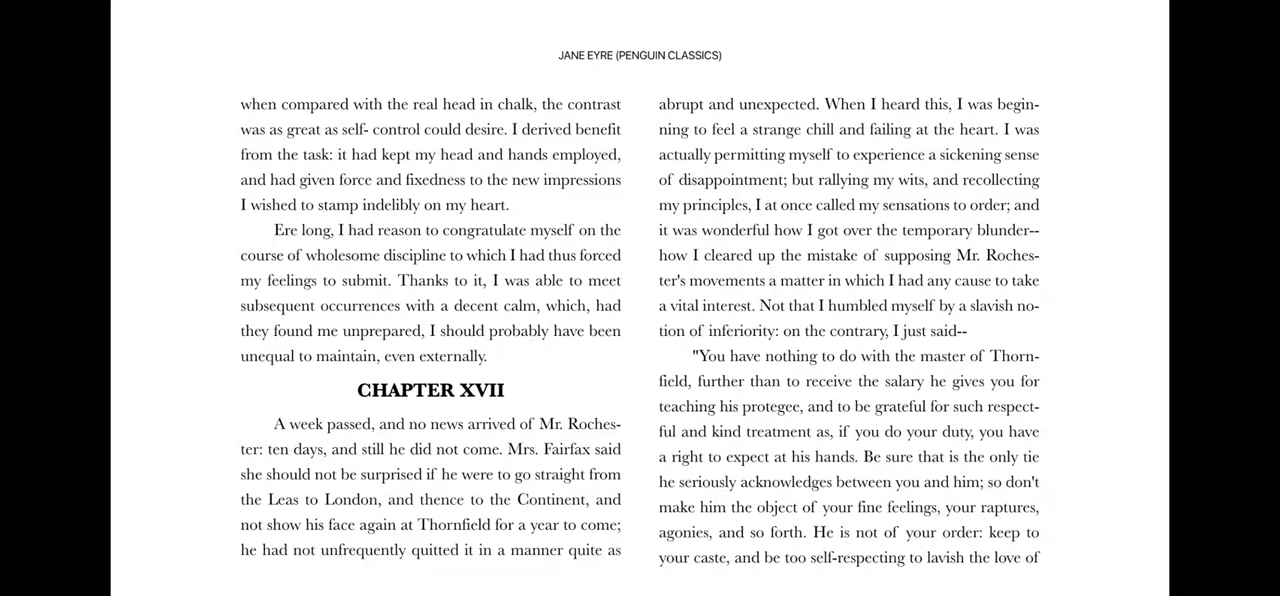 JANE EYRE (PENGUIN CLASSICS)
when compared with the real head in chalk, the contrast
was as great as self- control could desire. I derived benefit
from the task: it had kept my head and hands employed,
and had given force and fixedness to the new impressions
I wished to stamp indelibly on my heart.
Ere long, I had reason to congratulate myself on the
course of wholesome discipline to which I had thus forced
my feelings to submit. Thanks to it, I was able to meet
subsequent occurrences with a decent calm, which, had
they found me unprepared, I should probably have been
unequal to maintain, even externally.
CHAPTER XVII
A week passed, and no news arrived of Mr. Roches-
ter: ten days, and still he did not come. Mrs. Fairfax said
she should not be surprised if he were to go straight from
the Leas to London, and thence to the Continent, and
not show his face again at Thornfield for a year to come;
he had not unfrequently quitted it in a manner quite as
abrupt and unexpected. When I heard this, I was begin-
ning to feel a strange chill and failing at the heart. I was
actually permitting myself to experience a sickening sense
of disappointment; but rallying my wits, and recollecting
my principles, I at once called my sensations to order; and
it was wonderful how I got over the temporary blunder--
how I cleared up the mistake of supposing Mr. Roches-
ter's movements a matter in which I had any cause to take
a vital interest. Not that I humbled myself by a slavish no-
tion of inferiority: on the contrary, I just said--
"You have nothing to do with the master of Thorn-
field, further than to receive the salary he gives you for
teaching his protegee, and to be grateful for such respect-
ful and kind treatment as, if you do your duty, you have
a right to expect at his hands. Be sure that is the only tie
he seriously acknowledges between you and him; so don't
make him the object of your fine feelings, your raptures,
agonies, and so forth. He is not of your order: keep to
your caste, and be too self-respecting to lavish the love of